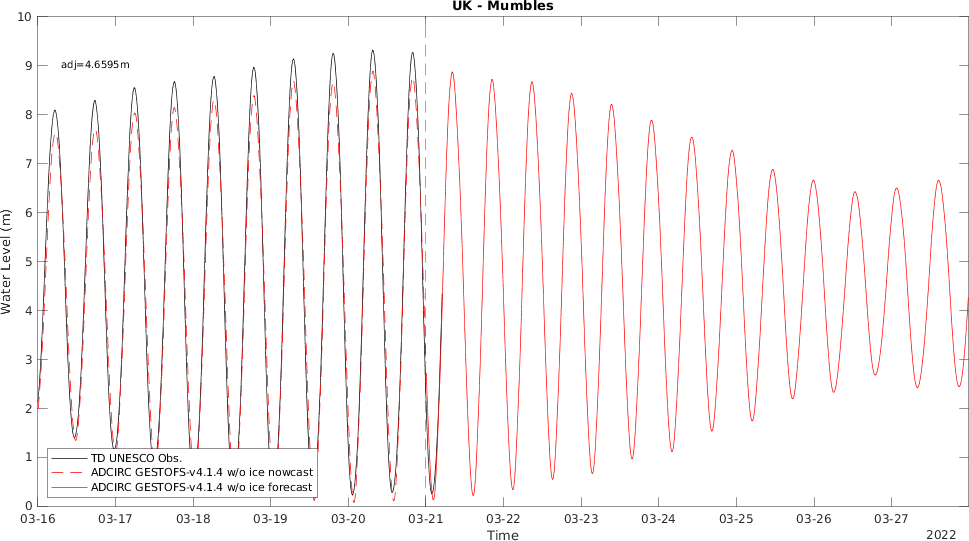 UK - Mumbles
10
9
8
7
6
5
4
3
2
1
0
Water Level (m)
adj=4.6595m
TD UNESCO Obs.
ADCIRC GESTOFS-v4.1.4 w/o ice nowcast
ADCIRC GESTOFS-v4.1.4 w/o ice forecast
03-16 03-17 03-18 03-19 03-20 03-21 03-22 03-23 03-24 03-25 03-26 03-27
Time
2022